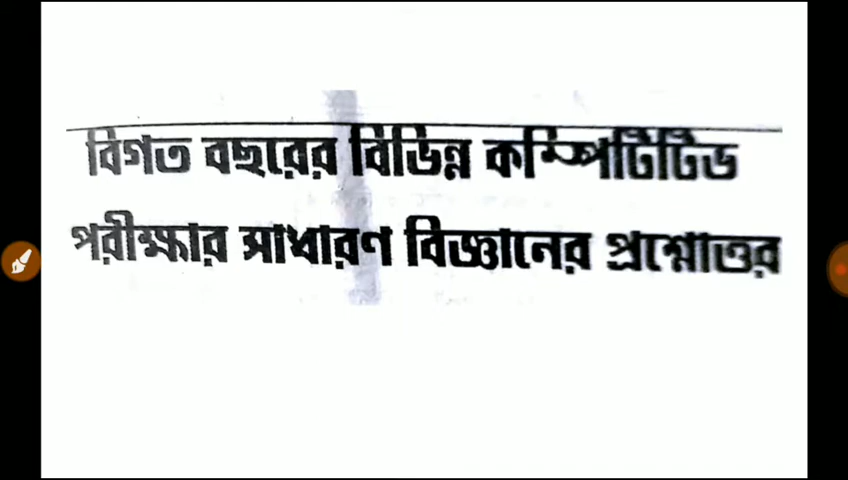 বিগত বছরের বিভিন্ন কম্পিটিটিভ
পরীক্ষার সাধারণ বিজ্ঞানের প্রশ্নোত্তর